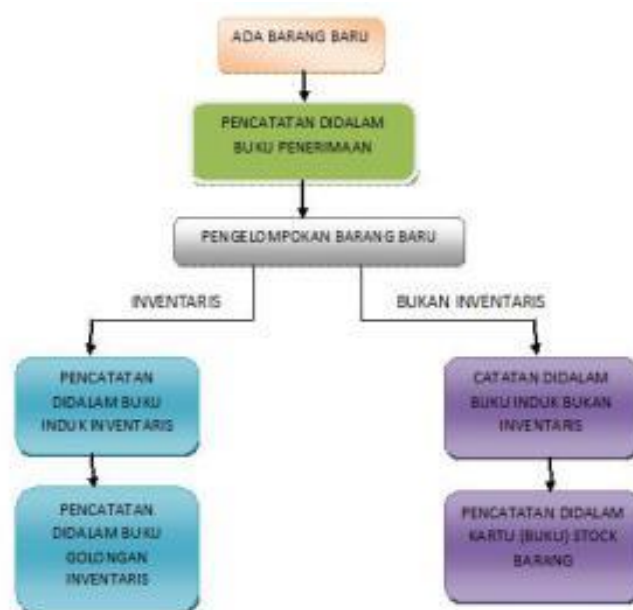 ADA BARANG BARU
PENCATATAN DIDALAM
BUKU PENERIMAAN
PENGELOMPOKAN BARANG BARU
INVENTARIS
BUKAN INVENTARIS
PENCATATAN
DIDALAM BUKU
INDUK INVENTARIS
CATATAN DIDALAM
BUKU INDUK BUKAN
INVENTARIS
PENCATATAN
DIDALAM BUKU
GOLONGAN
INVENTARIS
PENCATATAN DIDALAM
KARTU (BUKU) STOCK
BARANG